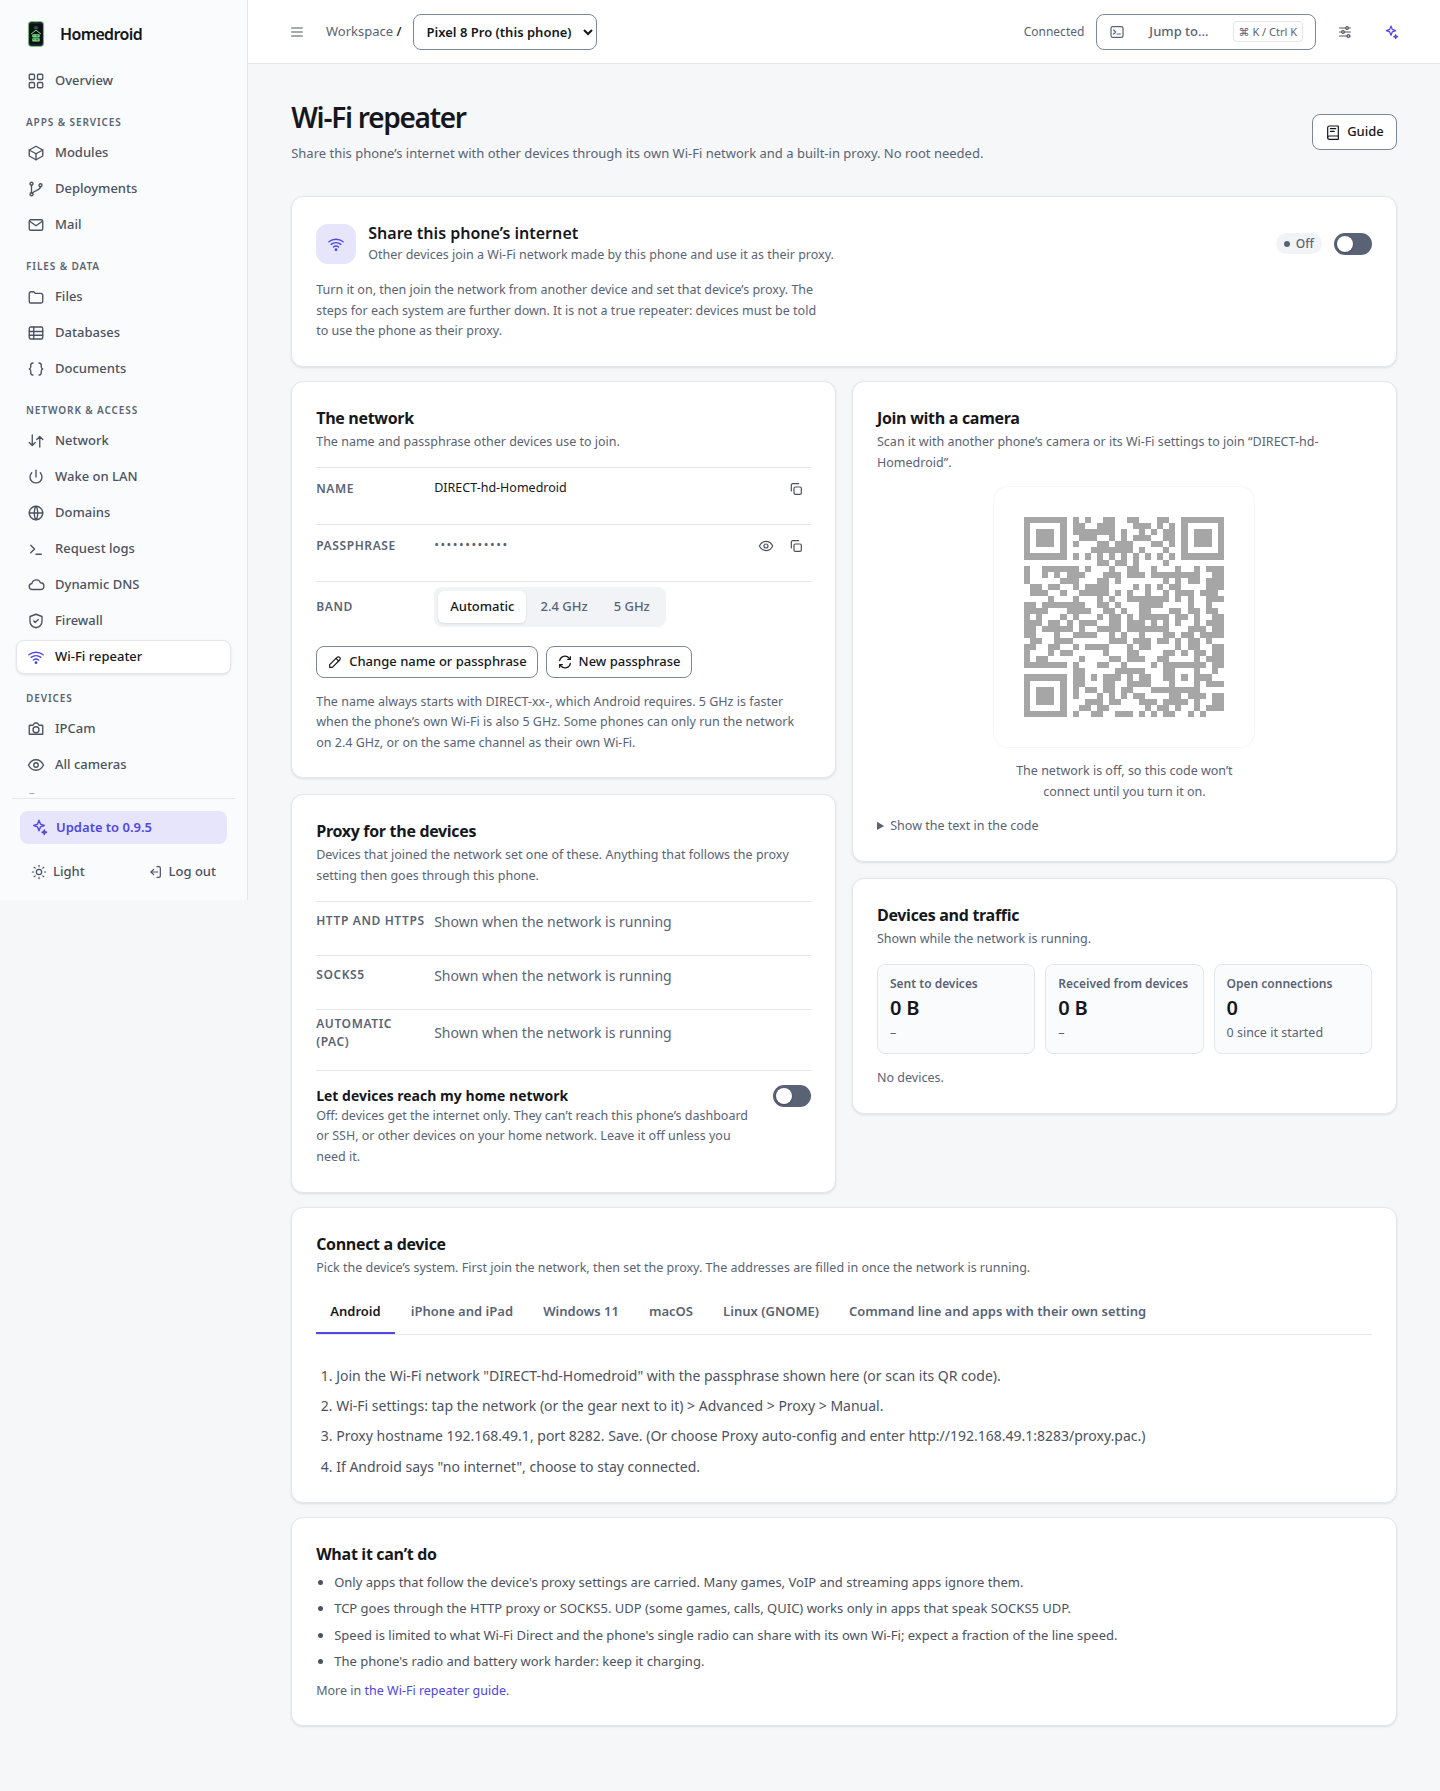 Homedroid
Overview
APPS & SERVICES
Modules
Deployments
Mail
FILES & DATA
Files
Databases
Documents
NETWORK & ACCESS
Network
Wake on LAN
Domains
Request logs
Dynamic DNS
Firewall
Wi-Fi repeater
DEVICES
IPCam
All cameras
Update to 0.9.5
Light
Log out
Workspace /
Pixel 8 Pro (this phone)
Connected
Jump to...
⌘ K / Ctrl K
Wi-Fi repeater
Share this phone’s internet with other devices through its own Wi-Fi network and a built-in proxy. No root needed.
Guide
Share this phone’s internet
Other devices join a Wi-Fi network made by this phone and use it as their proxy.
Off
Turn it on, then join the network from another device and set that device’s proxy. The
steps for each system are further down. It is not a true repeater: devices must be told
to use the phone as their proxy.
The network
The name and passphrase other devices use to join.
NAME
DIRECT-hd-Homedroid
PASSPHRASE
••••••••••••
BAND
Automatic
2.4 GHz
5 GHz
Change name or passphrase
New passphrase
The name always starts with DIRECT-xx-, which Android requires. 5 GHz is faster
when the phone’s own Wi-Fi is also 5 GHz. Some phones can only run the network
on 2.4 GHz, or on the same channel as their own Wi-Fi.
Proxy for the devices
Devices that joined the network set one of these. Anything that follows the proxy
setting then goes through this phone.
HTTP AND HTTPS
Shown when the network is running
SOCKS5
Shown when the network is running
AUTOMATIC
(PAC)
Shown when the network is running
Let devices reach my home network
Off: devices get the internet only. They can’t reach this phone’s dashboard
or SSH, or other devices on your home network. Leave it off unless you
need it.
Join with a camera
Scan it with another phone’s camera or its Wi-Fi settings to join “DIRECT-hd-
Homedroid”.
The network is off, so this code won’t
connect until you turn it on.
Show the text in the code
Devices and traffic
Shown while the network is running.
Sent to devices
0 B
–
Received from devices
0 B
–
Open connections
0
0 since it started
No devices.
Connect a device
Pick the device’s system. First join the network, then set the proxy. The addresses are filled in once the network is running.
Android
iPhone and iPad
Windows 11
macOS
Linux (GNOME)
Command line and apps with their own setting
1. Join the Wi-Fi network "DIRECT-hd-Homedroid" with the passphrase shown here (or scan its QR code).
2. Wi-Fi settings: tap the network (or the gear next to it) > Advanced > Proxy > Manual.
3. Proxy hostname 192.168.49.1, port 8282. Save. (Or choose Proxy auto-config and enter http://192.168.49.1:8283/proxy.pac.)
4. If Android says "no internet", choose to stay connected.
What it can’t do
• Only apps that follow the device's proxy settings are carried. Many games, VoIP and streaming apps ignore them.
• TCP goes through the HTTP proxy or SOCKS5. UDP (some games, calls, QUIC) works only in apps that speak SOCKS5 UDP.
• Speed is limited to what Wi-Fi Direct and the phone's single radio can share with its own Wi-Fi; expect a fraction of the line speed.
• The phone's radio and battery work harder: keep it charging.
More in the Wi-Fi repeater guide.